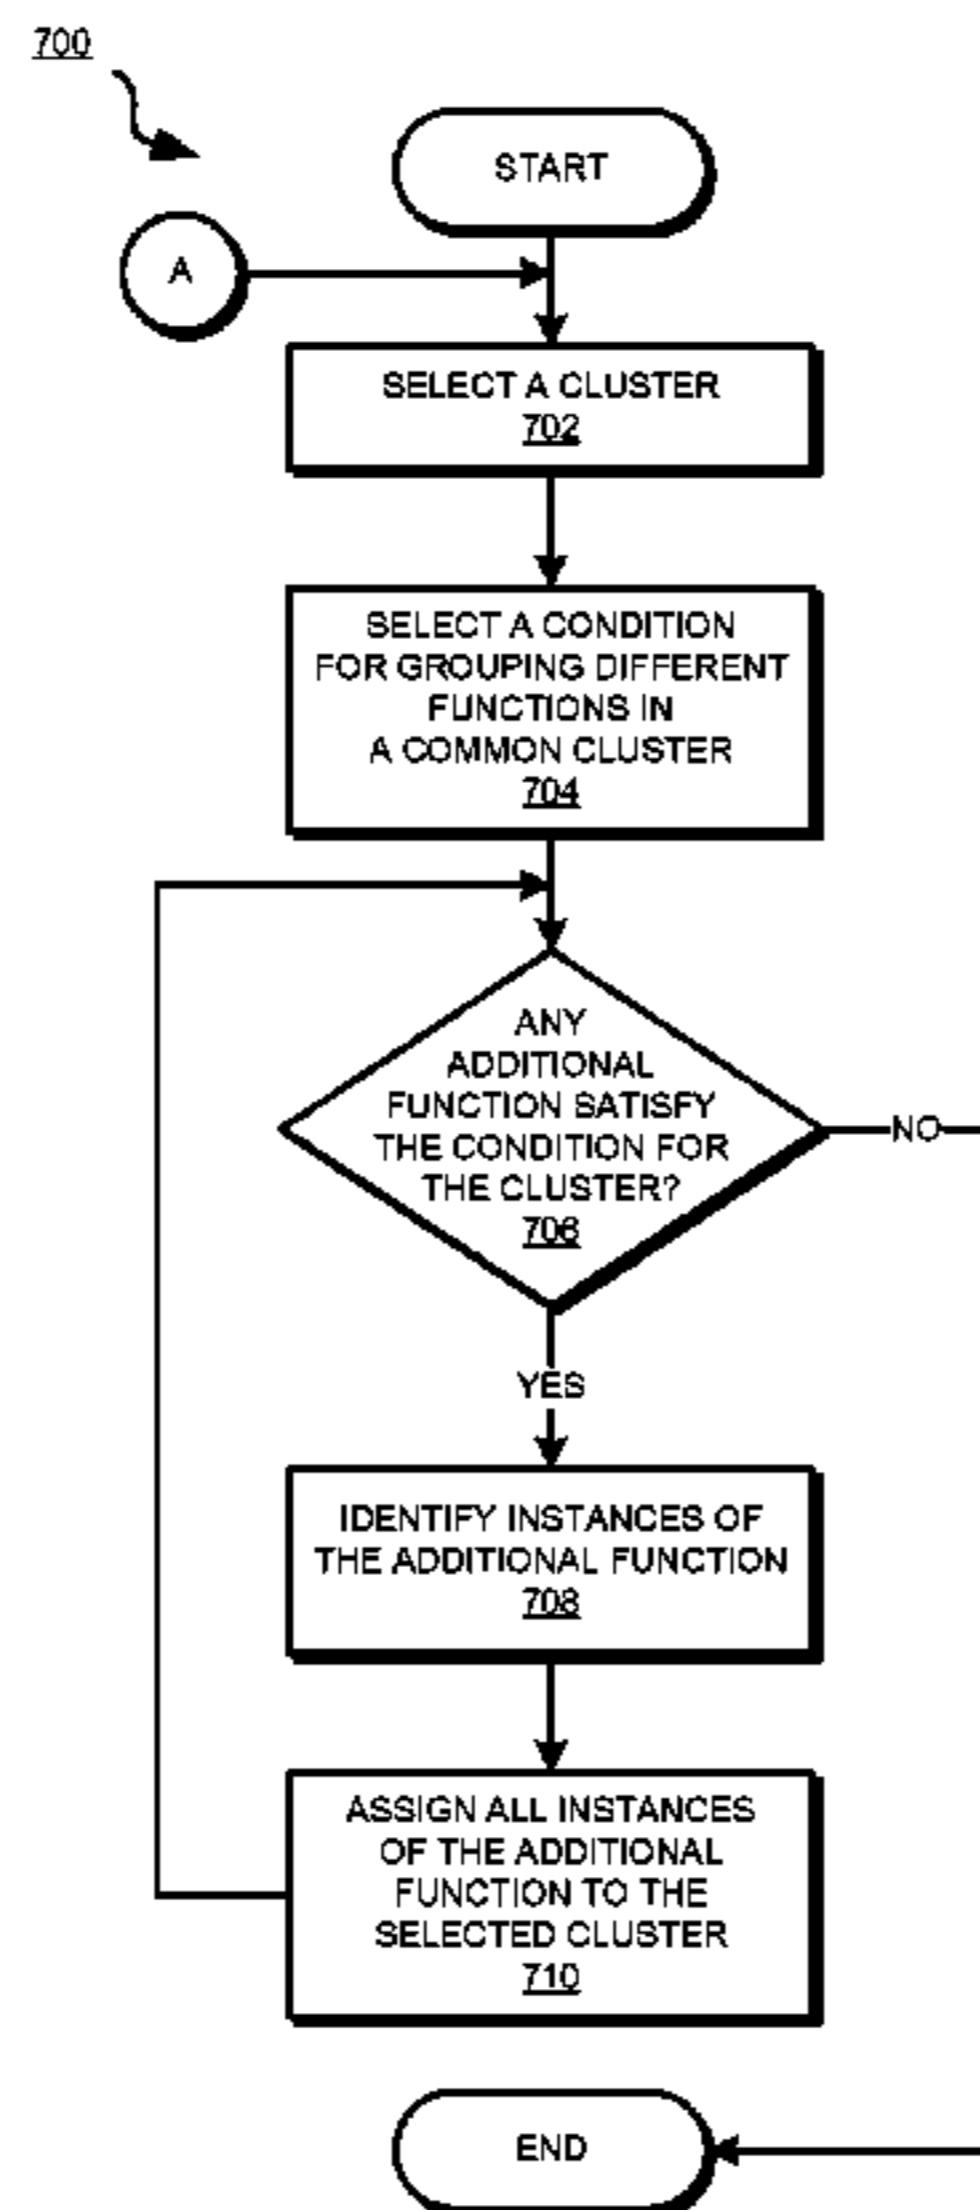 700
START
A
SELECT A CLUSTER
702
SELECT A CONDITION
FOR GROUPING DIFFERENT
FUNCTIONS IN
A COMMON CLUSTER
704
ANY
ADDITIONAL
FUNCTION SATISFY
THE CONDITION FOR
THE CLUSTER?
706
NO
YES
IDENTIFY INSTANCES OF
THE ADDITIONAL FUNCTION
708
ASSIGN ALL INSTANCES
OF THE ADDITIONAL
FUNCTION TO THE
SELECTED CLUSTER
710
END